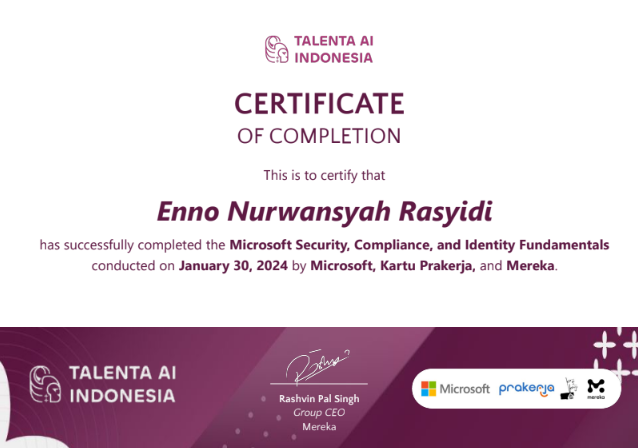 TALENTA AI
INDONESIA
CERTIFICATE
OF COMPLETION
This is to certify that
Enno Nurwansyah Rasyidi
has successfully completed the Microsoft Security, Compliance, and Identity Fundamentals
conducted on January 30, 2024 by Microsoft, Kartu Prakerja, and Mereka.
TALENTA AI
INDONESIA
Rashvin Pal Singh
Group CEO
Mereka
Microsoft prakerja mereka